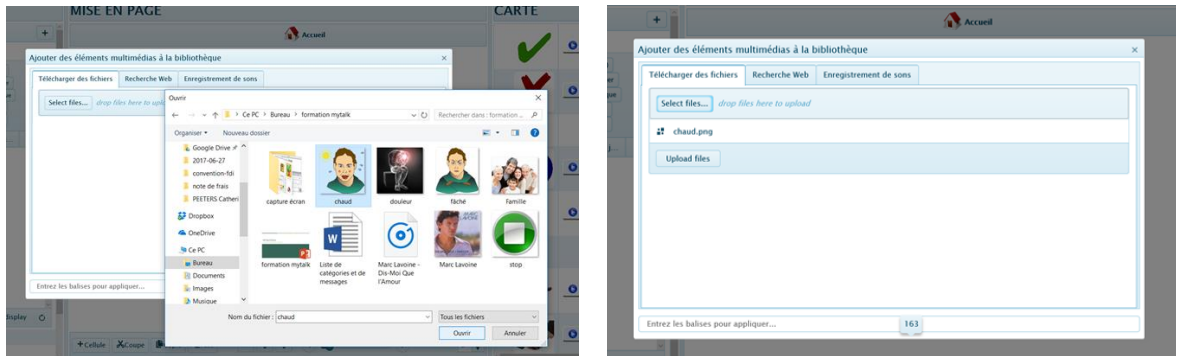 MISE EN PAGE
CARTE
+
Accueil
Ajouter des éléments multimédias à la bibliothèque
×
Télécharger des fichiers
Recherche Web
Enregistrement de sons
Select files...
drop files here to uplo
Ouvrir
Ce PC > Bureau > formation mytalk
Rechercher dans : formation ...
Organiser
Nouveau dossier
Google Drive
2017-06-27
convention-fdi
note de frais
PEETERS Catheri
Dropbox
OneDrive
Ce PC
Bureau
Documents
Images
Musique
capture écran
chaud
douleur
fâché
Famille
formation mytalk
Liste de
catégories et de
messages
Marc Lavoine -
Dis-Moi Que
l'Amour
Marc Lavoine
stop
Nom du fichier :
chaud
Tous les fichiers
Ouvrir
Annuler
Entrez les balises pour appliquer...
display
+Cellule
Coupe
+
Accueil
Ajouter des éléments multimédias à la bibliothèque
×
Télécharger des fichiers
Recherche Web
Enregistrement de sons
Select files...
drop files here to upload
chaud.png
Upload files
Entrez les balises pour appliquer...
163